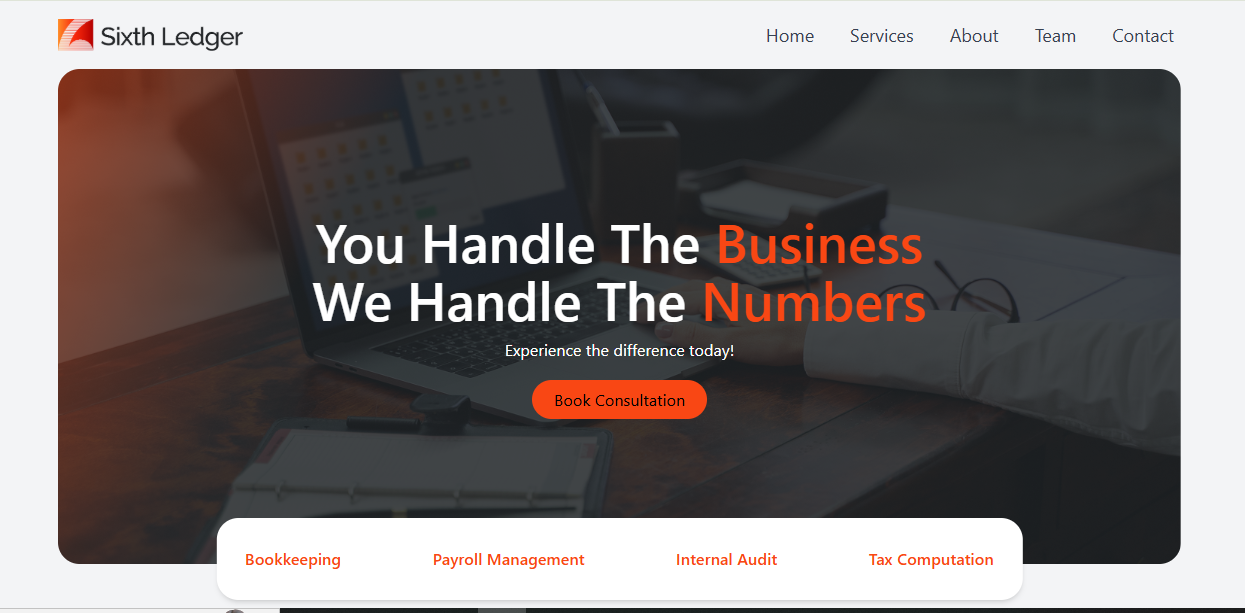 Sixth Ledger
Home Services About Team Contact
You Handle The Business
We Handle The Numbers
Experience the difference today!
Book Consultation
Bookkeeping Payroll Management Internal Audit Tax Computation